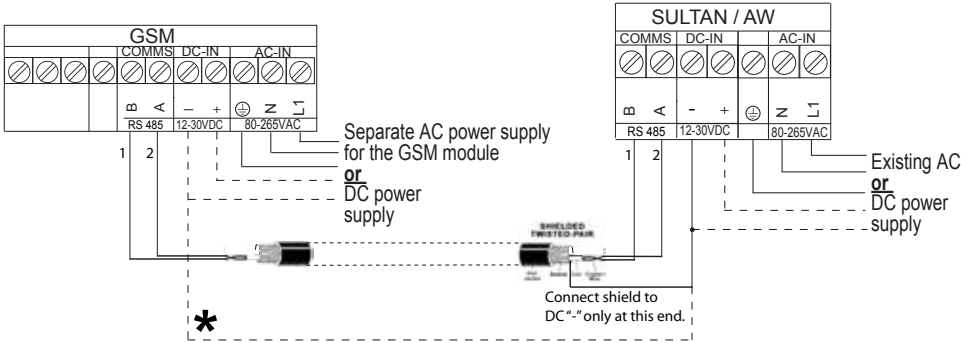 GSM
COMMS DC-IN AC-IN
B A – + N L1
RS 485 12-30VDC 80-265VAC
1 2
Separate AC power supply
for the GSM module
or
DC power
supply
SULTAN / AW
COMMS DC-IN AC-IN
B A - + N L1
RS 485 12-30VDC 80-265VAC
1 2
Existing AC
or
DC power
supply
SHIELDED
TWISTED-PAIR
Connect shield to
DC "-" only at this end.
*